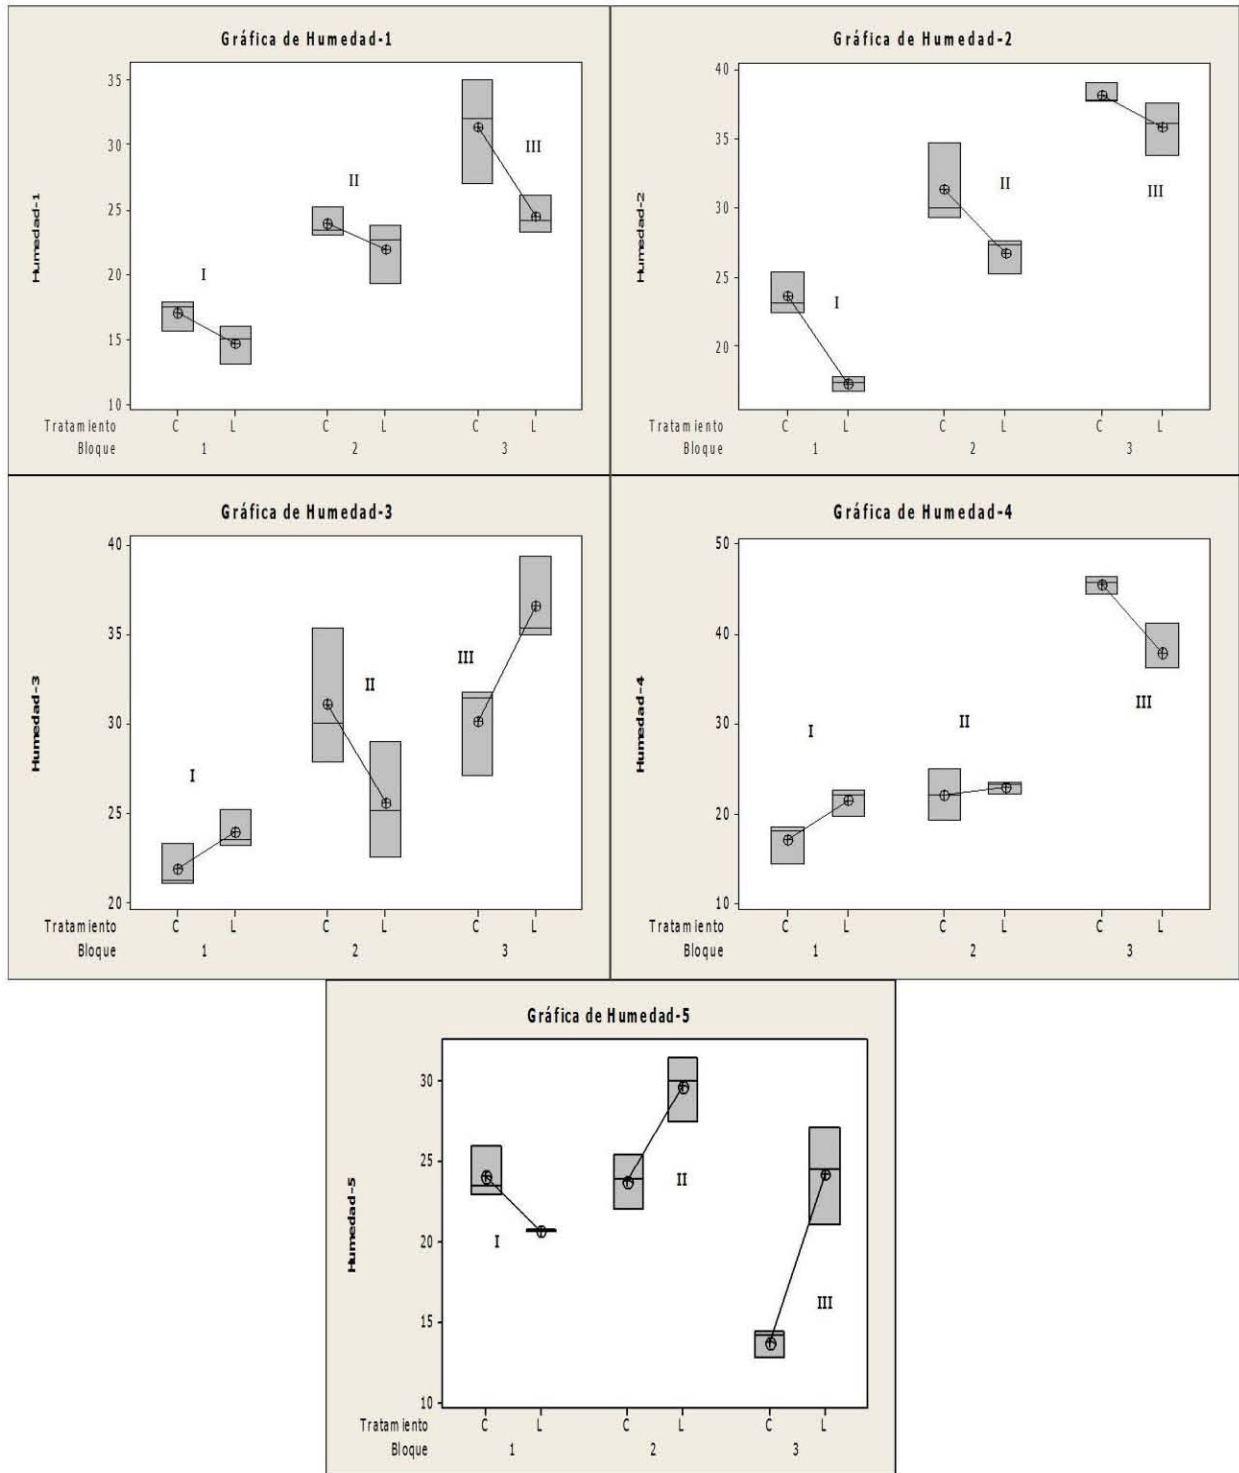 Gráfica de Humedad-1
35
30
25
20
15
10
Humedad-1
I
II
III
Tratamiento C L C L C L
Bloque 1 2 3
Gráfica de Humedad-2
40
35
30
25
20
Humedad-2
I
II
III
Tratamiento C L C L C L
Bloque 1 2 3
Gráfica de Humedad-3
40
35
30
25
20
Humedad-3
I
II
III
Tratamiento C L C L C L
Bloque 1 2 3
Gráfica de Humedad-4
50
40
30
20
10
Humedad-4
I
II
III
Tratamiento C L C L C L
Bloque 1 2 3
Gráfica de Humedad-5
30
25
20
15
10
Humedad-5
I
II
III
Tratamiento C L C L C L
Bloque 1 2 3